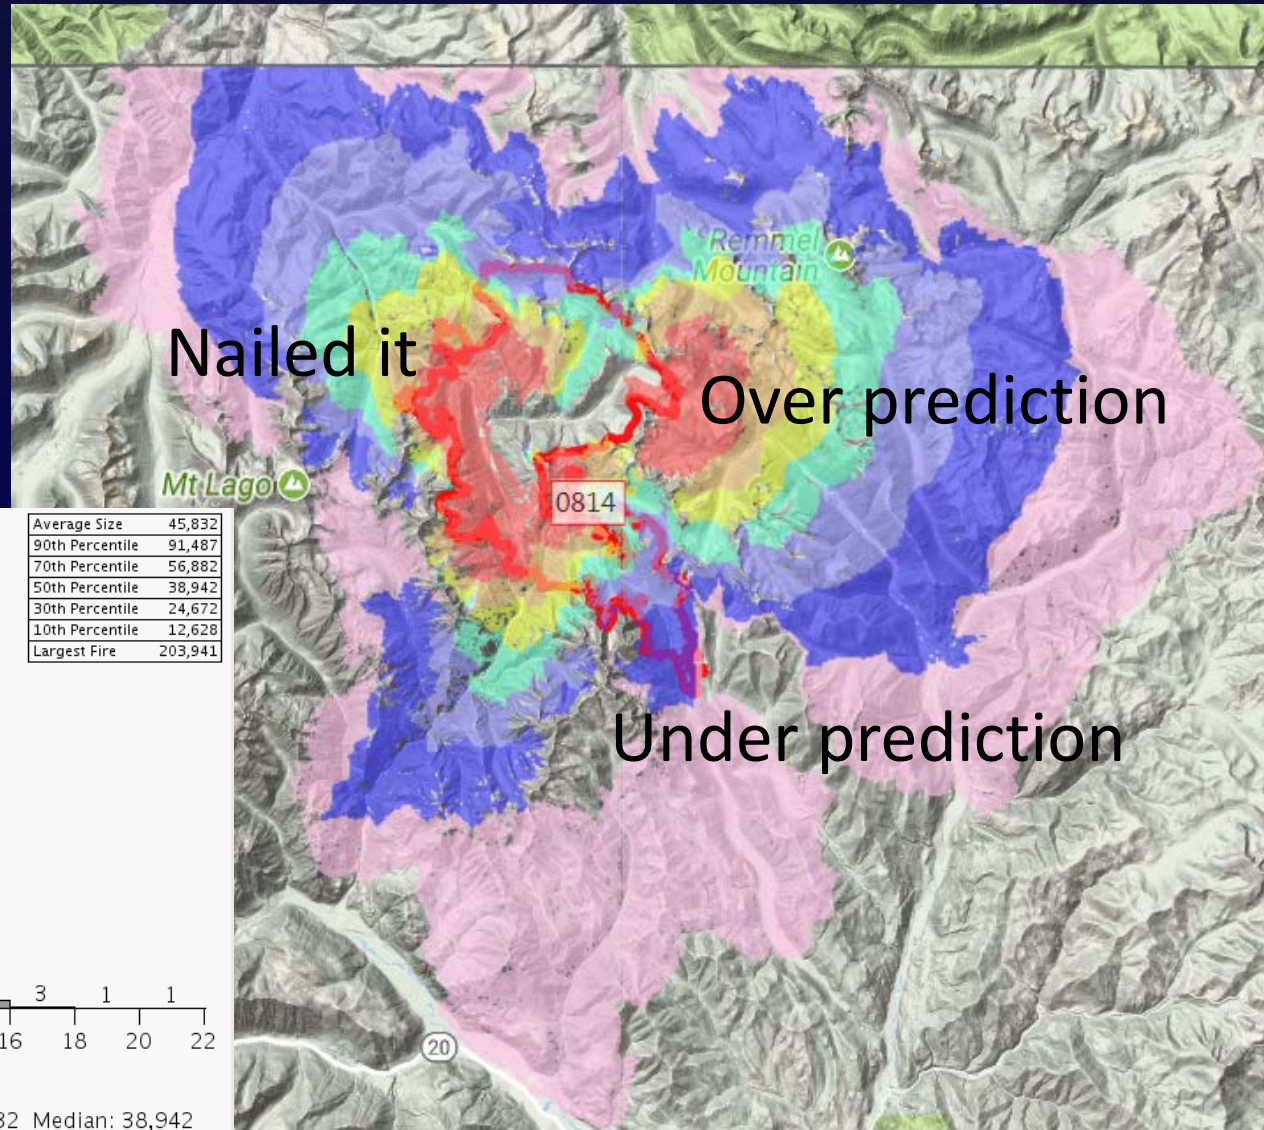 Remmel
Mountain
Nailed it
Over prediction
Mt Lago
0814
Average Size 45,832
90th Percentile 91,487
70th Percentile 56,882
50th Percentile 38,942
30th Percentile 24,672
10th Percentile 12,628
Largest Fire 203,941
Under prediction
3 1 1
16 18 20 22
20
32 Median: 38,942